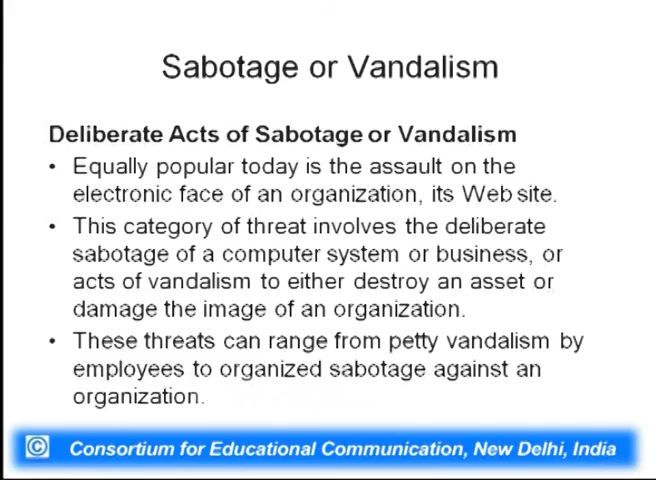 Sabotage or Vandalism
Deliberate Acts of Sabotage or Vandalism
• Equally popular today is the assault on the
electronic face of an organization, its Web site.
• This category of threat involves the deliberate
sabotage of a computer system or business, or
acts of vandalism to either destroy an asset or
damage the image of an organization.
• These threats can range from petty vandalism by
employees to organized sabotage against an
organization.
© Consortium for Educational Communication, New Delhi, India